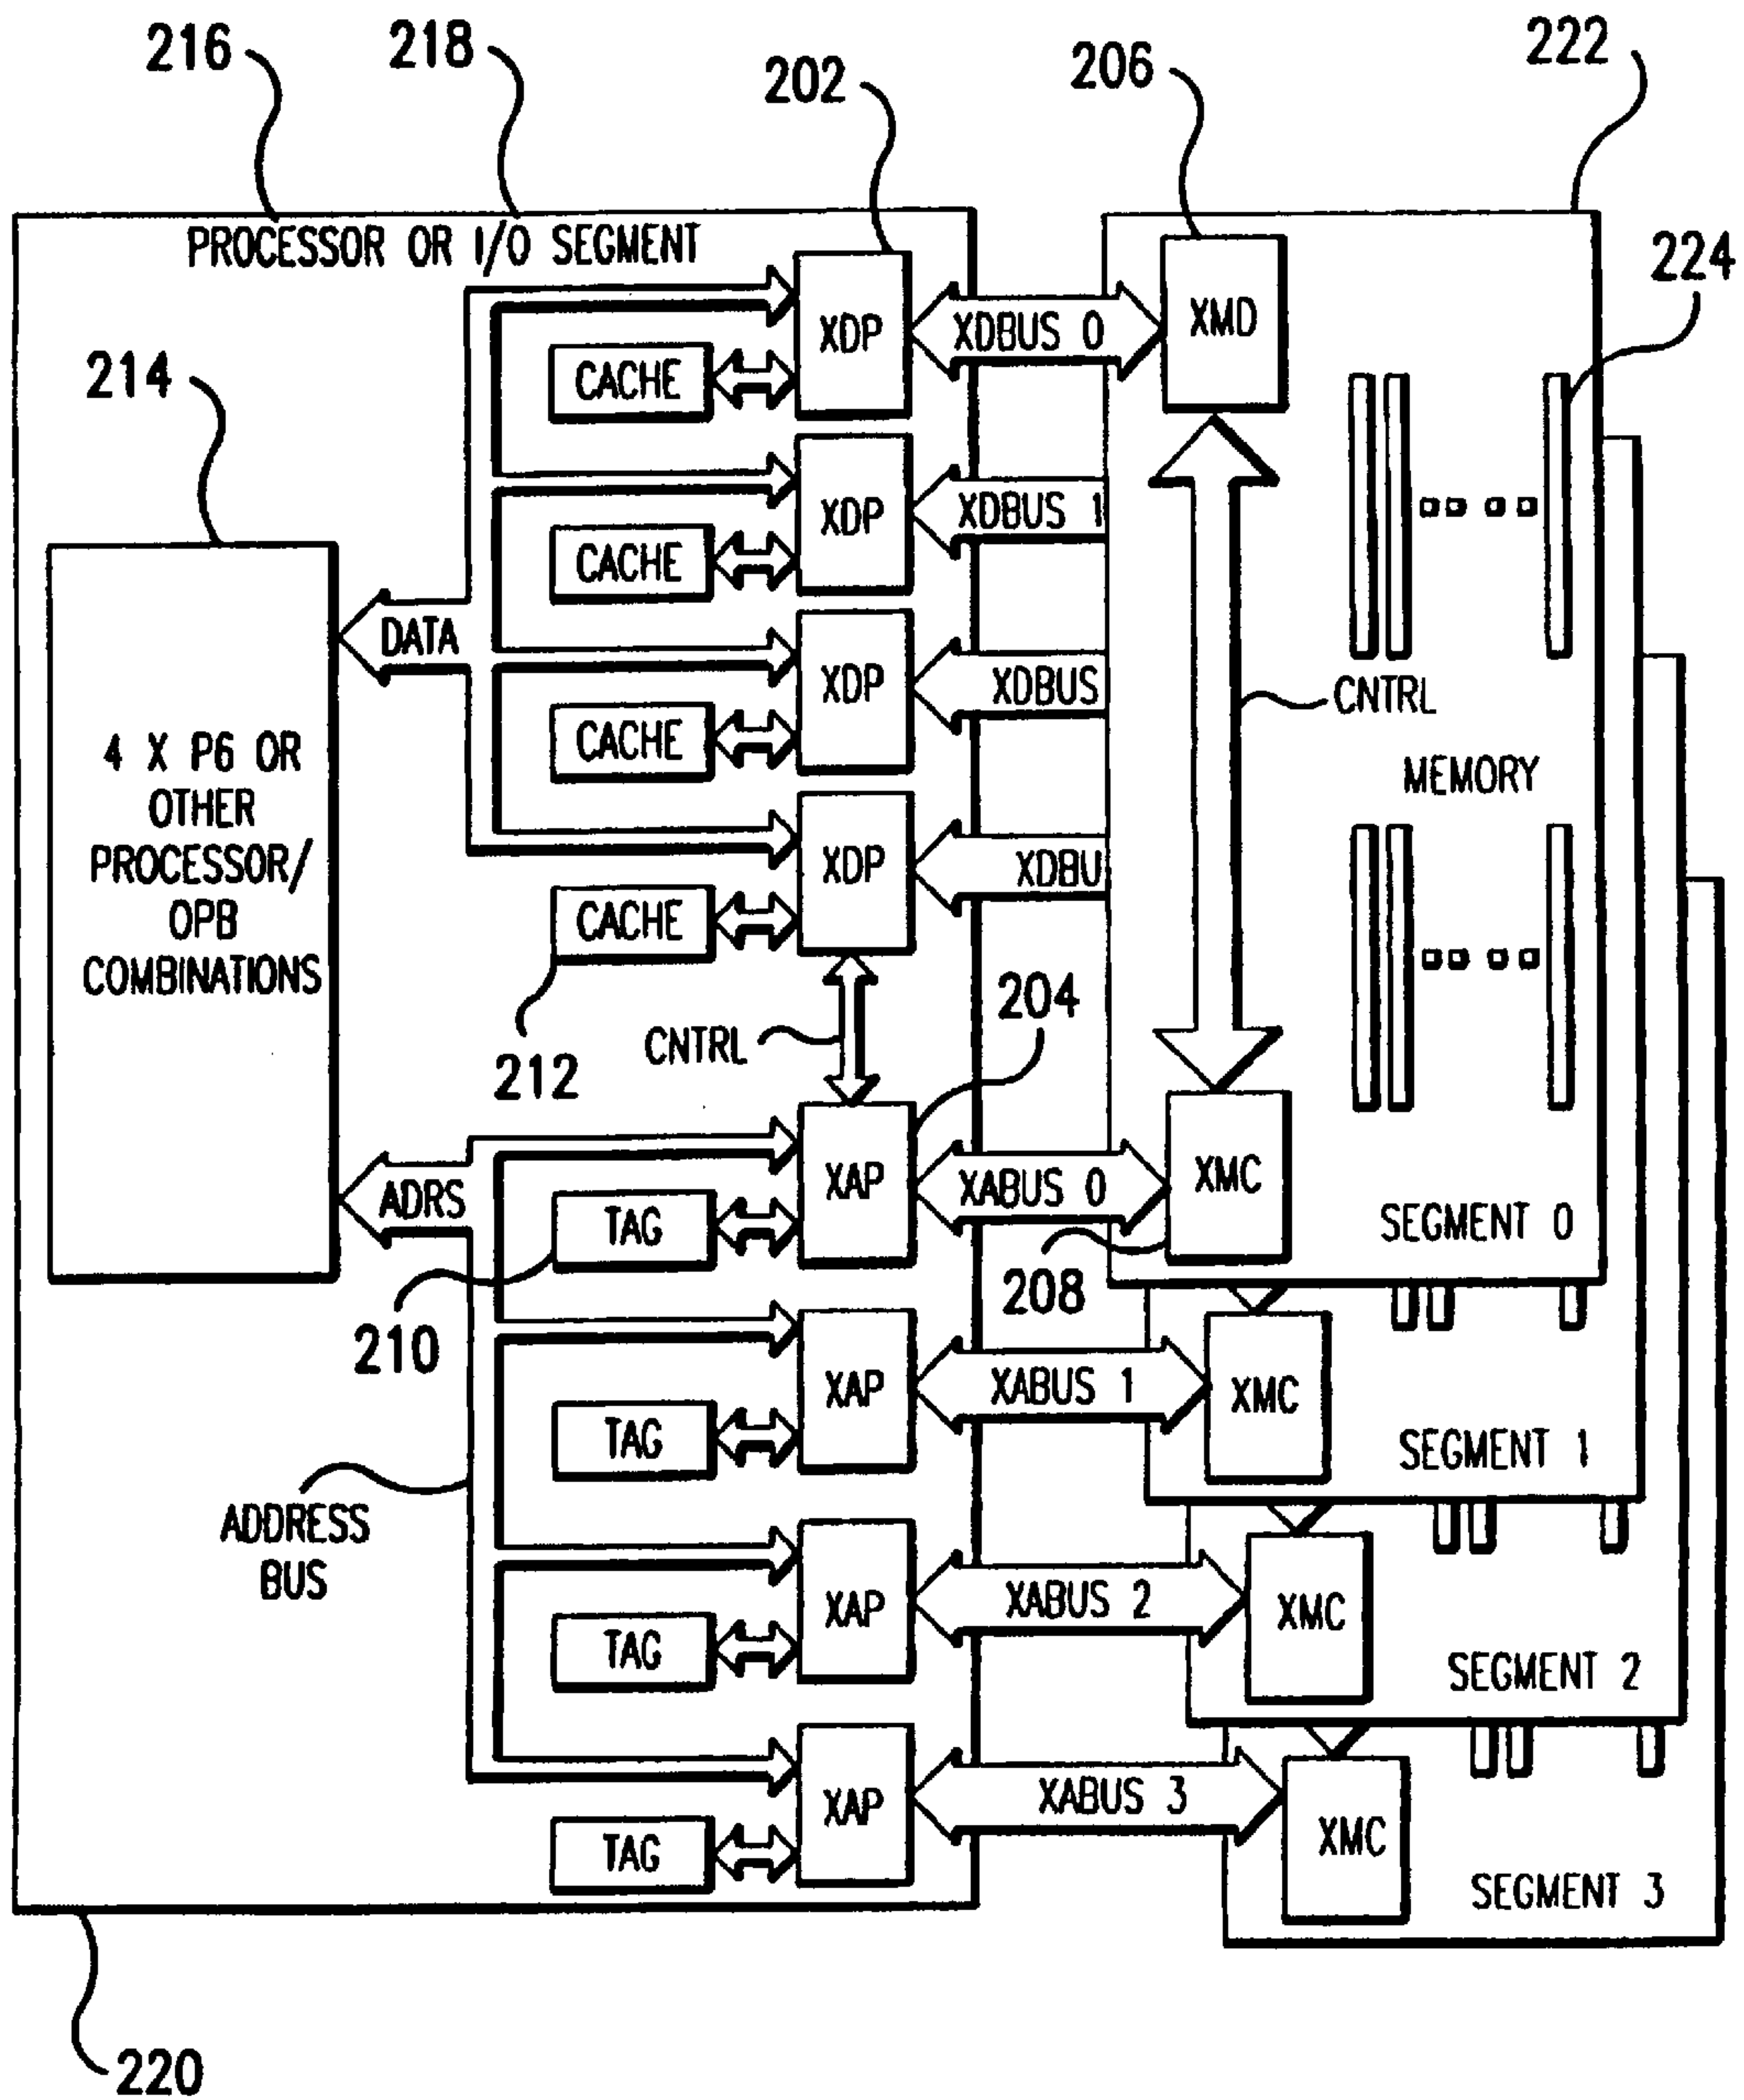 216
218
202
206
222
PROCESSOR OR I/O SEGMENT
224
214
XDP
XDBUS 0
XMD
CACHE
XDP
XDBUS 1
CACHE
DATA
XDP
XDBUS
CNTRL
CACHE
4 X P6 OR
OTHER
PROCESSOR/
OPB
COMBINATIONS
MEMORY
XDP
XDBU
CACHE
204
212
CNTRL
XAP
XABUS 0
XMC
ADRS
TAG
SEGMENT 0
208
210
XAP
XABUS 1
XMC
TAG
SEGMENT 1
ADDRESS
BUS
XAP
XABUS 2
XMC
TAG
SEGMENT 2
XAP
XABUS 3
XMC
TAG
SEGMENT 3
220